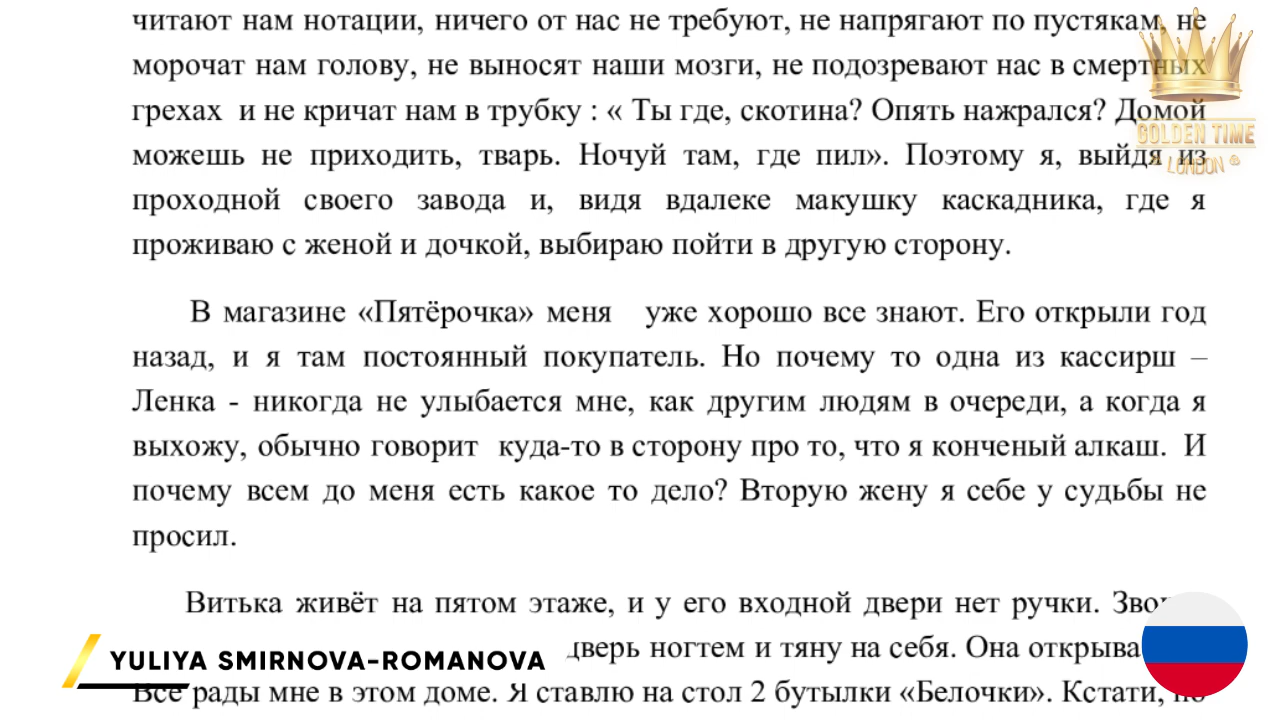 читают нам нотации, ничего от нас не требуют, не напрягают по пустякам, не
морочат нам голову, не выносят наши мозги, не подозревают нас в смертных
грехах и не кричат нам в трубку : « Ты где, скотина? Опять нажрался? Домой
можешь не приходить, тварь. Ночуй там, где пил». Поэтому я, выйдя из
проходной своего завода и, видя вдалеке макушку каскадника, где я
проживаю с женой и дочкой, выбираю пойти в другую сторону.
В магазине «Пятёрочка» меня уже хорошо все знают. Его открыли год
назад, и я там постоянный покупатель. Но почему то одна из кассирш –
Ленка - никогда не улыбается мне, как другим людям в очереди, а когда я
выхожу, обычно говорит куда-то в сторону про то, что я конченый алкаш. И
почему всем до меня есть какое то дело? Вторую жену я себе у судьбы не
просил.
Витька живёт на пятом этаже, и у его входной двери нет ручки.
дверь ногтем и тяну на себя. Она
Все рады мне в этом доме. Я ставлю на стол 2 бутылки «Белочки». Кстати,
YULIYA SMIRNOVA-ROMANOVA
GOLDEN TIME
LONDON ®